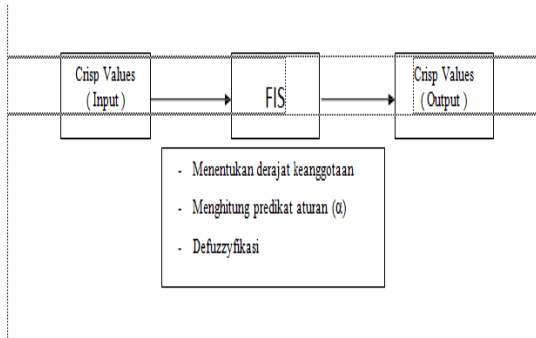 Crisp Values
( Input )
FIS
Crisp Values
( Output )
- Menentukan derajat keanggotaan
- Menghitung predikat aturan (α)
- Defuzzyfikasi